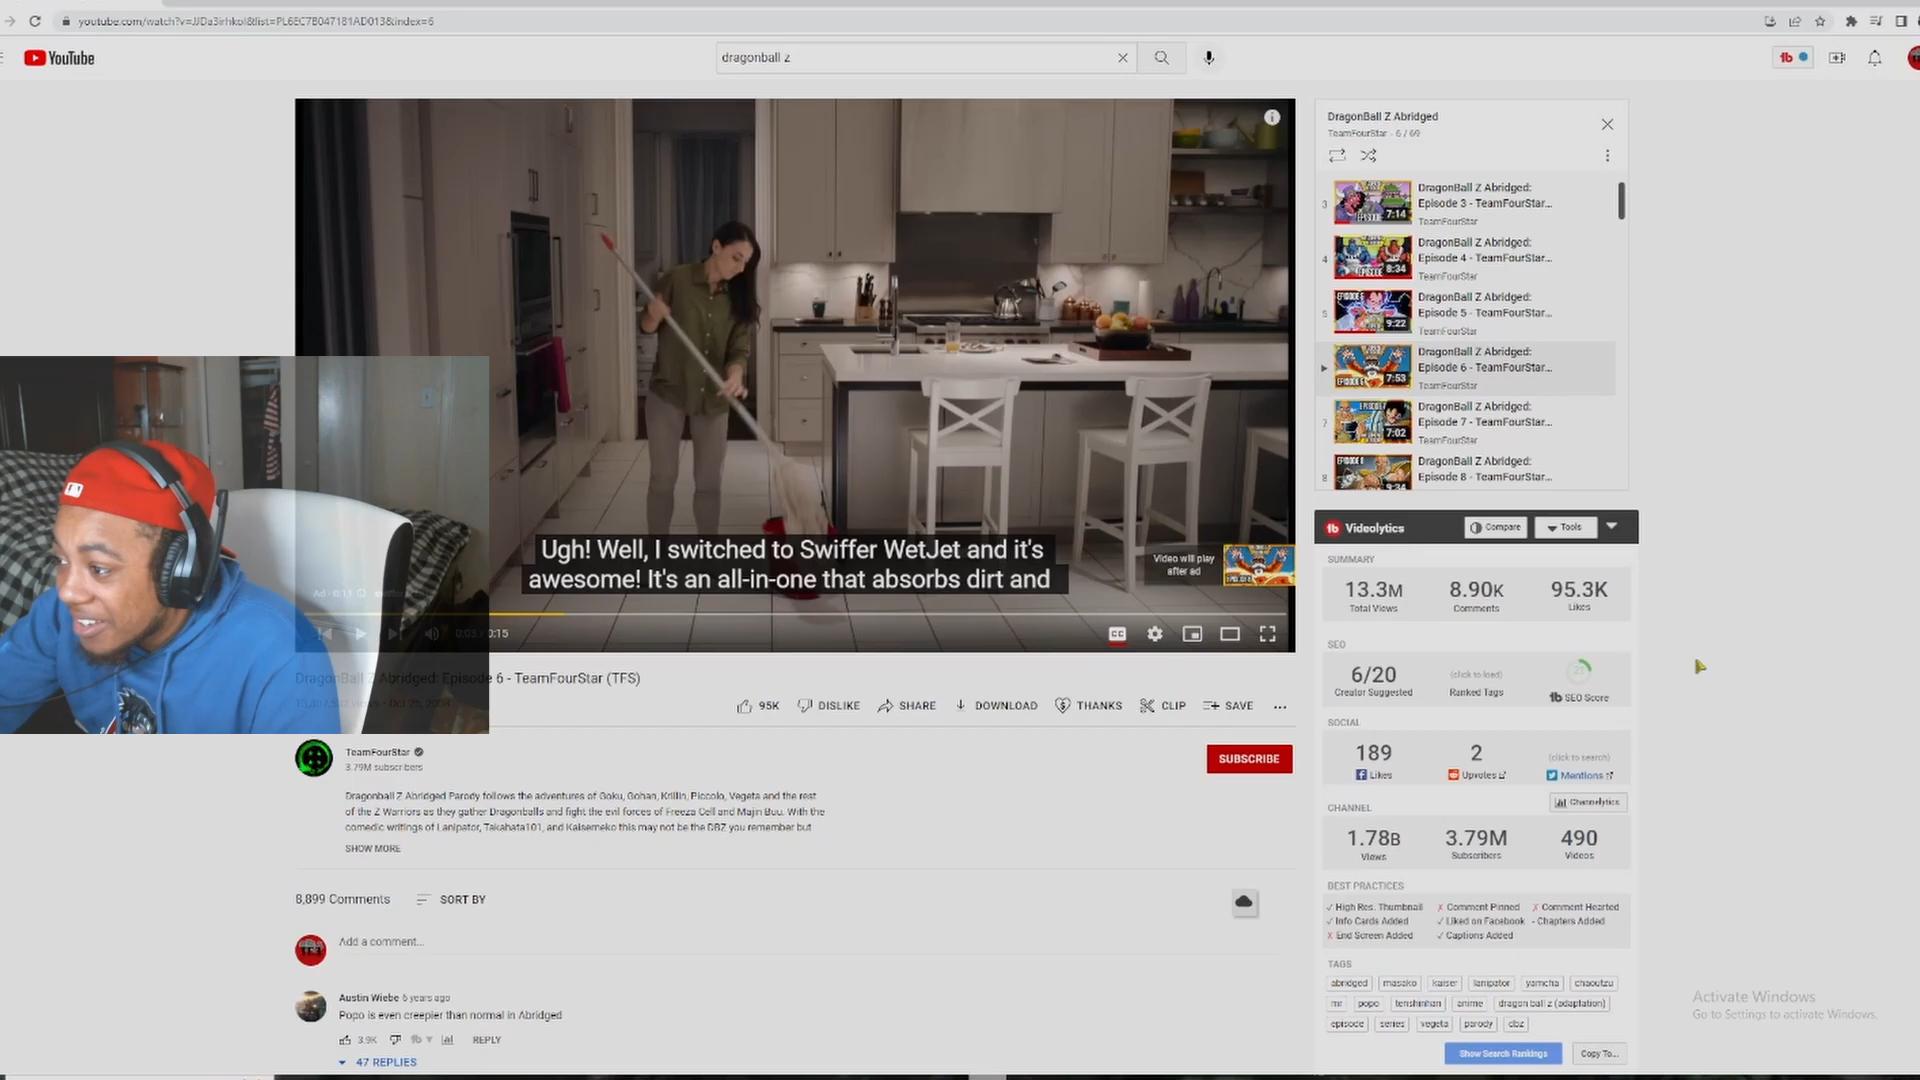 youtube.com/watch?v=JJDa3irhkoI&list=PL6EC7B047181AD013&index=6
YouTube
dragonball z
Ugh! Well, I switched to Swiffer WetJet and it's
awesome! It's an all-in-one that absorbs dirt and
Video will play
after ad
0:03 / 0:15
CC
DragonBall Z Abridged: Episode 6 - TeamFourStar (TFS)
95K
DISLIKE
SHARE
DOWNLOAD
THANKS
CLIP
SAVE
TeamFourStar
3.79M subscribers
SUBSCRIBE
Dragonball Z Abridged Parody follows the adventures of Goku, Gohan, Krillin, Piccolo, Vegeta and the rest
of the Z Warriors as they gather Dragonballs and fight the evil forces of Freeza Cell and Majin Buu. With the
comedic writings of Lanipator, Takahata101, and Kaisemeko this may not be the DBZ you remember but
SHOW MORE
8,899 Comments
SORT BY
Add a comment...
Austin Wiebe 6 years ago
Popo is even creepier than normal in Abridged
3.9K
REPLY
47 REPLIES
DragonBall Z Abridged
TeamFourStar - 6 / 69
3
7:14
DragonBall Z Abridged:
Episode 3 - TeamFourStar...
TeamFourStar
4
8:34
DragonBall Z Abridged:
Episode 4 - TeamFourStar...
TeamFourStar
5
9:22
DragonBall Z Abridged:
Episode 5 - TeamFourStar...
TeamFourStar
7:53
DragonBall Z Abridged:
Episode 6 - TeamFourStar...
TeamFourStar
7
7:02
DragonBall Z Abridged:
Episode 7 - TeamFourStar...
TeamFourStar
8
9:34
DragonBall Z Abridged:
Episode 8 - TeamFourStar...
Videolytics
Compare
Tools
SUMMARY
13.3M
8.90K
95.3K
Total Views
Comments
Likes
SEO
6/20
(click to load)
Creator Suggested
Ranked Tags
SEO Score
SOCIAL
189
2
(click to search)
Likes
Upvotes
Mentions
CHANNEL
Channelytics
1.78B
3.79M
490
Views
Subscribers
Videos
BEST PRACTICES
✓ High Res. Thumbnail
✗ Comment Pinned
✗ Comment Hearted
✓ Info Cards Added
✓ Liked on Facebook
- Chapters Added
✗ End Screen Added
✓ Captions Added
TAGS
abridged
masako
kaiser
lanipator
yamcha
chaoutzu
mr
popo
tenshinhan
anime
dragon ball z (adaptation)
episode
series
vegeta
parody
dbz
Show Search Rankings
Copy To...
Activate Windows
Go to Settings to activate Windows.